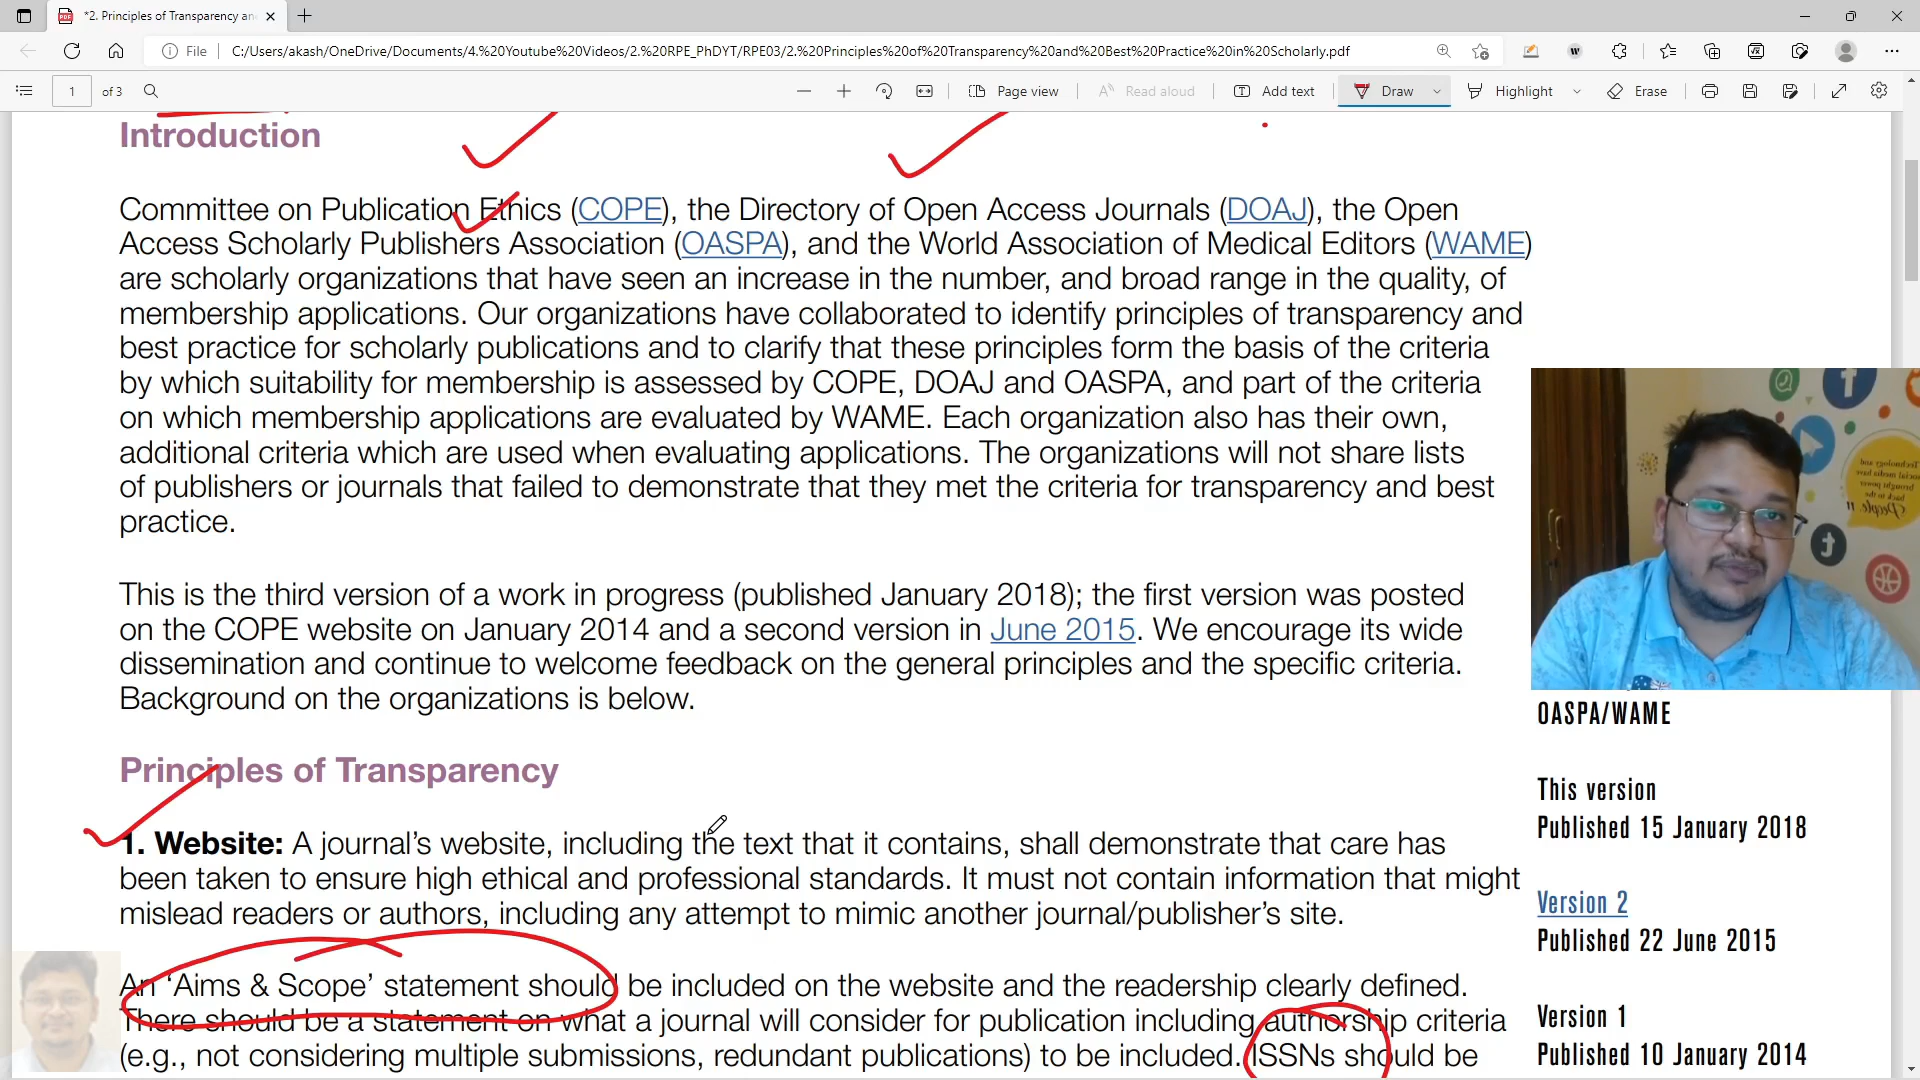 *2. Principles of Transparency an
File
C:/Users/akash/OneDrive/Documents/4.%20Youtube%20Videos/2.%20RPE_PhDYT/RPE03/2.%20Principles%20of%20Transparency%20and%20Best%20Practice%20in%20Scholarly.pdf
1 of 3
Page view
Read aloud
Add text
Draw
Highlight
Erase
Introduction
Committee on Publication Ethics (COPE), the Directory of Open Access Journals (DOAJ), the Open
Access Scholarly Publishers Association (OASPA), and the World Association of Medical Editors (WAME)
are scholarly organizations that have seen an increase in the number, and broad range in the quality, of
membership applications. Our organizations have collaborated to identify principles of transparency and
best practice for scholarly publications and to clarify that these principles form the basis of the criteria
by which suitability for membership is assessed by COPE, DOAJ and OASPA, and part of the criteria
on which membership applications are evaluated by WAME. Each organization also has their own,
additional criteria which are used when evaluating applications. The organizations will not share lists
of publishers or journals that failed to demonstrate that they met the criteria for transparency and best
practice.
This is the third version of a work in progress (published January 2018); the first version was posted
on the COPE website on January 2014 and a second version in June 2015. We encourage its wide
dissemination and continue to welcome feedback on the general principles and the specific criteria.
Background on the organizations is below.
Principles of Transparency
1. Website: A journal's website, including the text that it contains, shall demonstrate that care has
been taken to ensure high ethical and professional standards. It must not contain information that might
mislead readers or authors, including any attempt to mimic another journal/publisher's site.
An 'Aims & Scope' statement should be included on the website and the readership clearly defined.
There should be a statement on what a journal will consider for publication including authorship criteria
(e.g., not considering multiple submissions, redundant publications) to be included. ISSNs should be
OASPA/WAME
This version
Published 15 January 2018
Version 2
Published 22 June 2015
Version 1
Published 10 January 2014
People